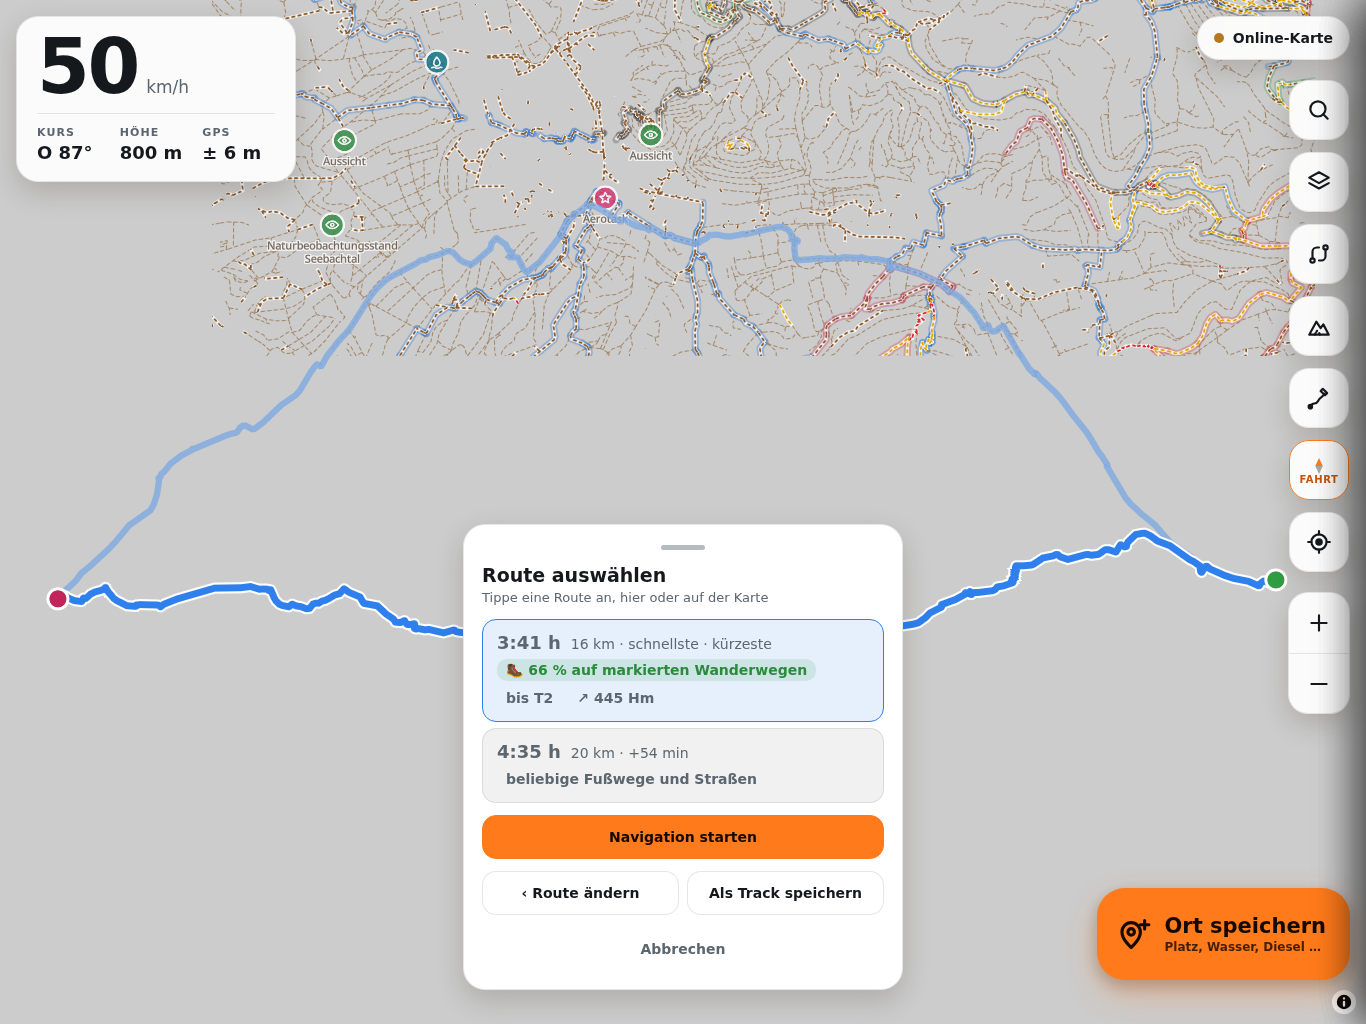 50 km/h
KURS HÖHE GPS
O 87° 800 m ± 6 m
Online-Karte
Aussicht
Aussicht
Naturbeobachtungsstand
Seebachtal
FAHRT
Route auswählen
Tippe eine Route an, hier oder auf der Karte
3:41 h 16 km · schnellste · kürzeste
66 % auf markierten Wanderwegen
bis T2 ↗ 445 Hm
4:35 h 20 km · +54 min
beliebige Fußwege und Straßen
Navigation starten
‹ Route ändern
Als Track speichern
Abbrechen
Ort speichern
Platz, Wasser, Diesel ...